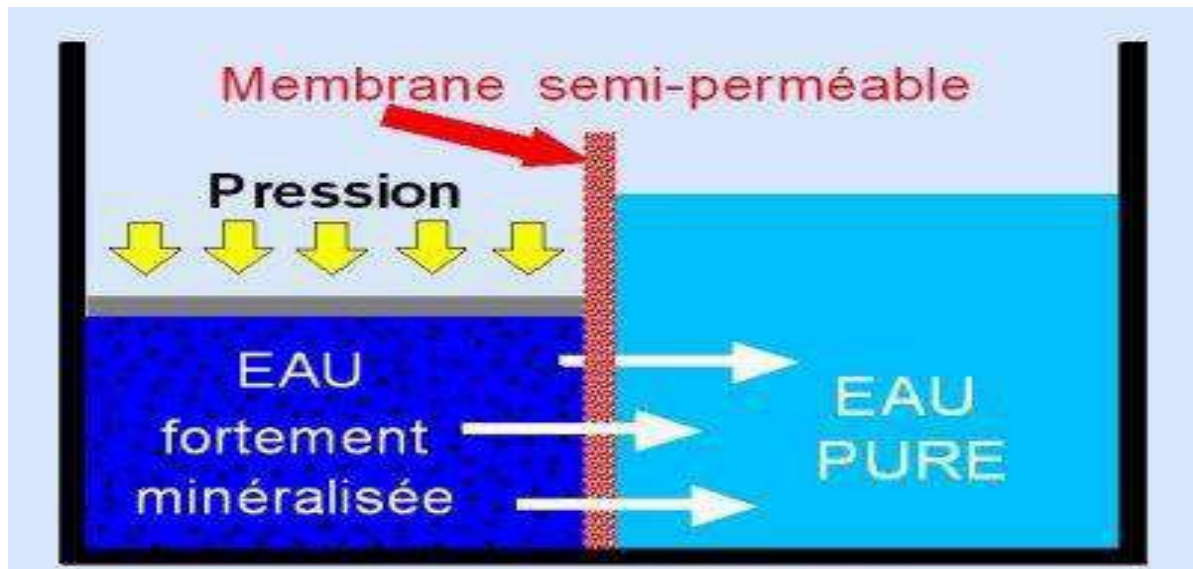 Membrane semi-perméable
Pression
EAU
fortement
minéralisée
EAU
PURE